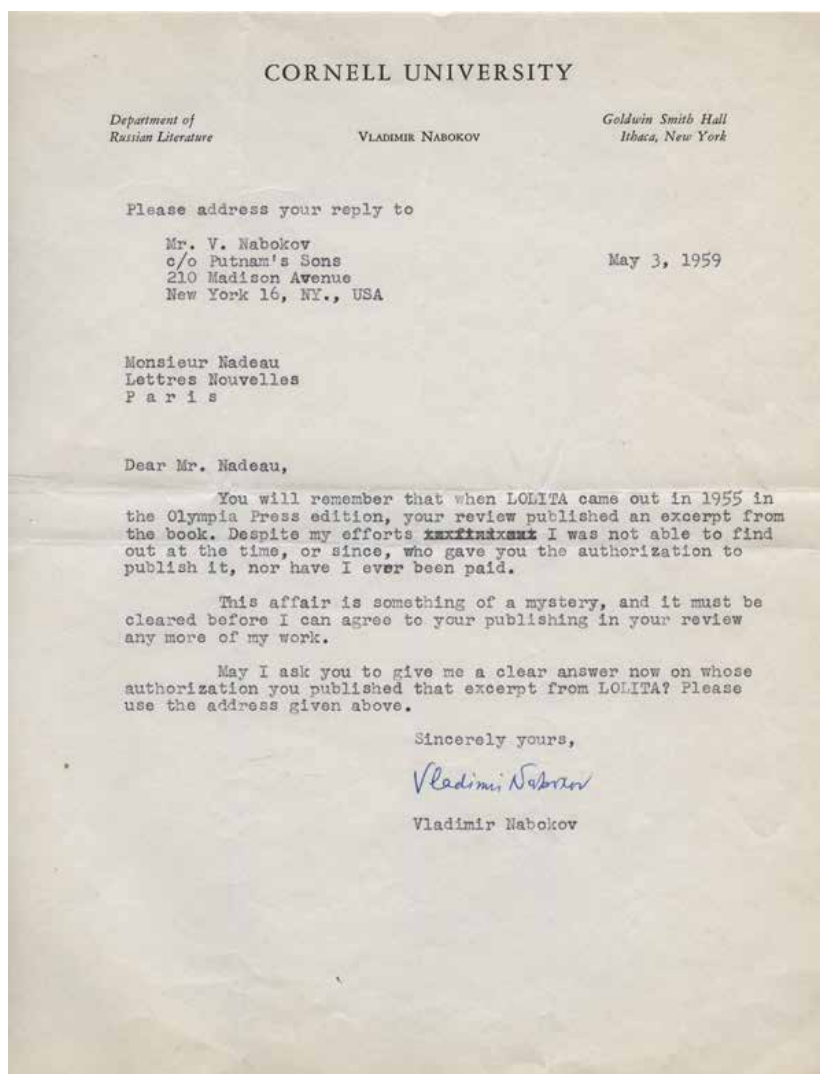 CORNELL UNIVERSITY
Department of
Russian Literature
VLADIMIR NABOKOV
Goldwin Smith Hall
Ithaca, New York
Please address your reply to
Mr. V. Nabokov
c/o Putnam's Sons
210 Madison Avenue
New York 16, NY., USA
May 3, 1959
Monsieur Nadeau
Lettres Nouvelles
P a r i s
Dear Mr. Nadeau,
You will remember that when LOLITA came out in 1955 in
the Olympia Press edition, your review published an excerpt from
the book. Despite my efforts I was not able to find
out at the time, or since, who gave you the authorization to
publish it, nor have I ever been paid.
This affair is something of a mystery, and it must be
cleared before I can agree to your publishing in your review
any more of my work.
May I ask you to give me a clear answer now on whose
authorization you published that excerpt from LOLITA? Please
use the address given above.
Sincerely yours,
Vladimir Nabokov
Vladimir Nabokov